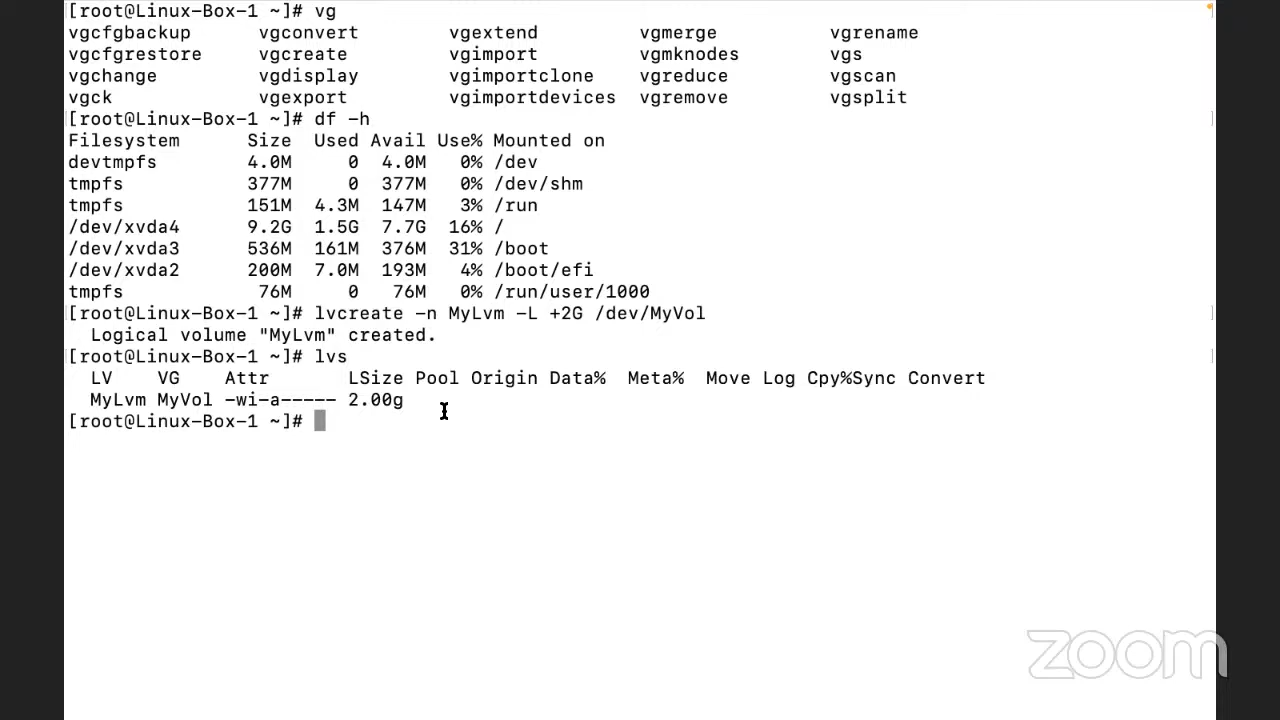 [root@Linux-Box-1 ~]# vg
vgcfgbackup      vgconvert        vgextend         vgmerge          vgrename
vgcfgrestore     vgcreate         vgimport         vgmknodes        vgs
vgchange         vgdisplay        vgimportclone    vgreduce         vgscan
vgck             vgexport         vgimportdevices  vgremove         vgsplit
[root@Linux-Box-1 ~]# df -h
Filesystem      Size  Used Avail Use% Mounted on
devtmpfs        4.0M     0  4.0M   0% /dev
tmpfs           377M     0  377M   0% /dev/shm
tmpfs           151M  4.3M  147M   3% /run
/dev/xvda4      9.2G  1.5G  7.7G  16% /
/dev/xvda3      536M  161M  376M  31% /boot
/dev/xvda2      200M  7.0M  193M   4% /boot/efi
tmpfs            76M     0   76M   0% /run/user/1000
[root@Linux-Box-1 ~]# lvcreate -n MyLvm -L +2G /dev/MyVol
  Logical volume "MyLvm" created.
[root@Linux-Box-1 ~]# lvs
  LV    VG    Attr       LSize Pool Origin Data%  Meta%  Move Log Cpy%Sync Convert
  MyLvm MyVol -wi-a----- 2.00g
[root@Linux-Box-1 ~]#
zoom